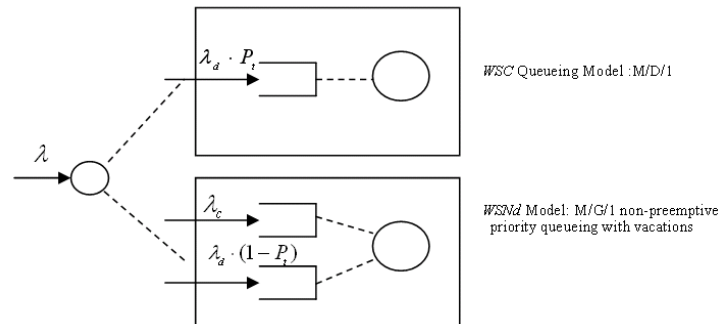 λ_d · P_t
WSC Queueing Model :M/D/1
λ
λ_c
WSNd Model: M/G/1 non-preemptive
priority queueing with vacations
λ_d · (1 − P_t)